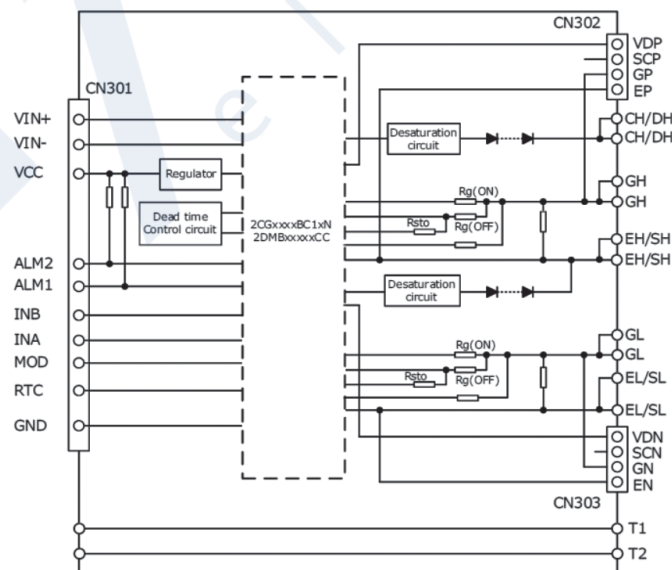 CN302
VDP
SCP
GP
EP
CN301
VIN+
VIN-
VCC
ALM2
ALM1
INB
INA
MOD
RTC
GND
Regulator
Dead time
Control circuit
2CGxxxxBC1xN
2DMBxxxxxCC
Desaturation
circuit
CH/DH
CH/DH
Rg(ON)
GH
GH
Rsto
Rg(OFF)
EH/SH
EH/SH
Desaturation
circuit
Rg(ON)
GL
GL
Rsto
Rg(OFF)
EL/SL
EL/SL
VDN
SCN
GN
EN
CN303
T1
T2